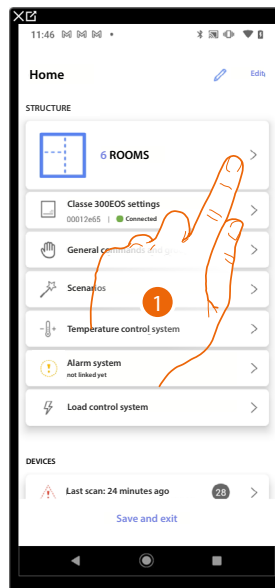 11:46
Home
Edit
STRUCTURE
6 ROOMS
Classe 300EOS settings
00012e65 | Connected
General commands and
Scenarios
1
Temperature control system
Alarm system
not linked yet
Load control system
DEVICES
Last scan: 24 minutes ago
28
Save and exit